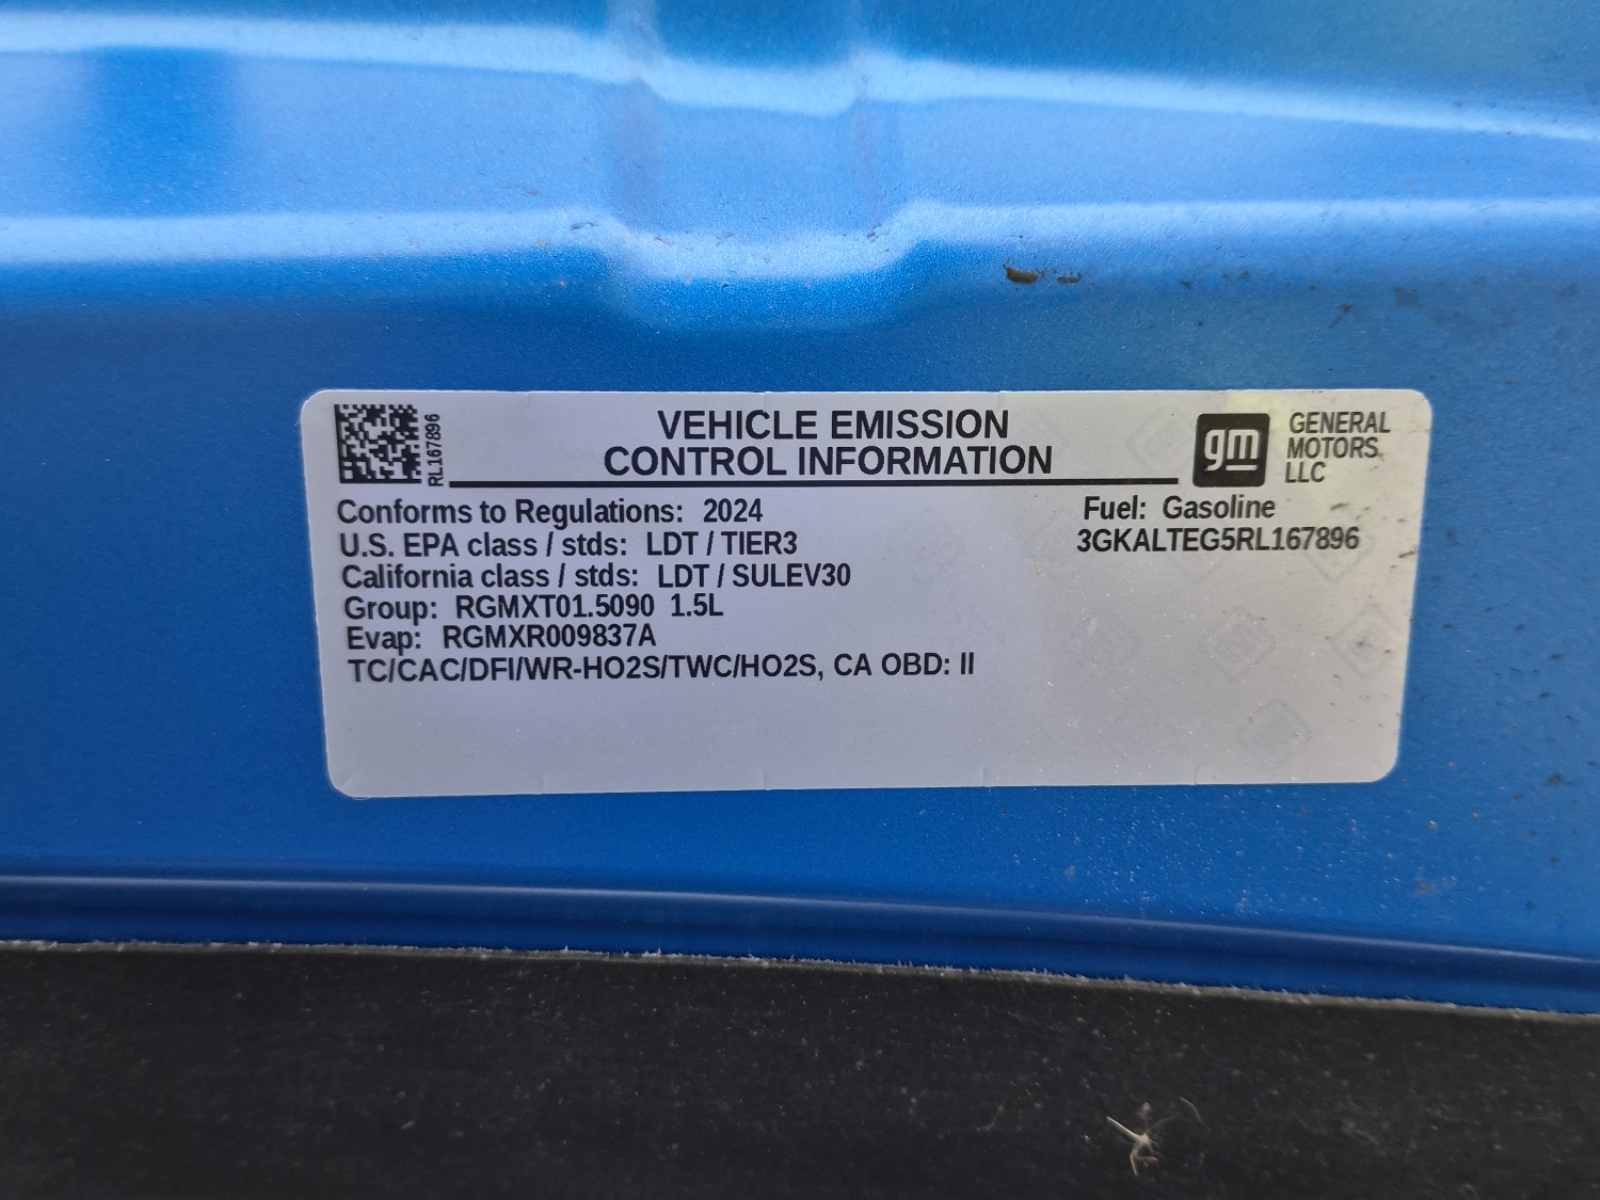 RL167896
VEHICLE EMISSION
CONTROL INFORMATION
gm
GENERAL
MOTORS
LLC
Conforms to Regulations: 2024
U.S. EPA class / stds: LDT / TIER3
California class / stds: LDT / SULEV30
Group: RGMXT01.5090 1.5L
Evap: RGMXR009837A
TC/CAC/DFI/WR-HO2S/TWC/HO2S, CA OBD: II
Fuel: Gasoline
3GKALTEG5RL167896